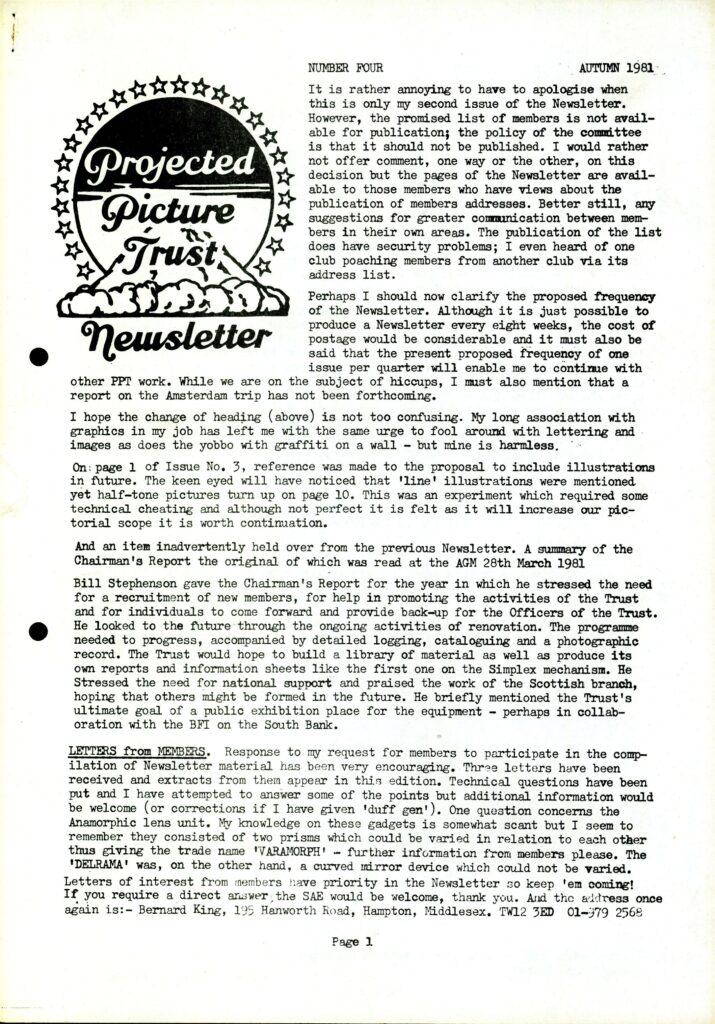 NUMBER FOUR AUTUMN 1981
Projected
Picture
Trust
Newsletter
It is rather annoying to have to apologise when
this is only my second issue of the Newsletter.
However, the promised list of members is not avail-
able for publication; the policy of the committee
is that it should not be published. I would rather
not offer comment, one way or the other, on this
decision but the pages of the Newsletter are avail-
able to those members who have views about the
publication of members addresses. Better still, any
suggestions for greater communication between mem-
bers in their own areas. The publication of the list
does have security problems; I even heard of one
club poaching members from another club via its
address list.
Perhaps I should now clarify the proposed frequency
of the Newsletter. Although it is just possible to
produce a Newsletter every eight weeks, the cost of
postage would be considerable and it must also be
said that the present proposed frequency of one
issue per quarter will enable me to continue with
other PPT work. While we are on the subject of hiccups, I must also mention that a
report on the Amsterdam trip has not been forthcoming.
I hope the change of heading (above) is not too confusing. My long association with
graphics in my job has left me with the same urge to fool around with lettering and
images as does the yobbo with graffiti on a wall - but mine is harmless.
On page 1 of Issue No. 3, reference was made to the proposal to include illustrations
in future. The keen eyed will have noticed that 'line' illustrations were mentioned
yet half-tone pictures turn up on page 10. This was an experiment which required some
technical cheating and although not perfect it is felt as it will increase our pic-
torial scope it is worth continuation.
And an item inadvertently held over from the previous Newsletter. A summary of the
Chairman's Report the original of which was read at the AGM 28th March 1981
Bill Stephenson gave the Chairman's Report for the year in which he stressed the need
for a recruitment of new members, for help in promoting the activities of the Trust
and for individuals to come forward and provide back-up for the Officers of the Trust.
He looked to the future through the ongoing activities of renovation. The programme
needed to progress, accompanied by detailed logging, cataloguing and a photographic
record. The Trust would hope to build a library of material as well as produce its
own reports and information sheets like the first one on the Simplex mechanism. He
Stressed the need for national support and praised the work of the Scottish branch,
hoping that others might be formed in the future. He briefly mentioned the Trust's
ultimate goal of a public exhibition place for the equipment - perhaps in collab-
oration with the BFI on the South Bank.
LETTERS from MEMBERS. Response to my request for members to participate in the comp-
ilation of Newsletter material has been very encouraging. Three letters have been
received and extracts from them appear in this edition. Technical questions have been
put and I have attempted to answer some of the points but additional information would
be welcome (or corrections if I have given 'duff gen'). One question concerns the
Anamorphic lens unit. My knowledge on these gadgets is somewhat scant but I seem to
remember they consisted of two prisms which could be varied in relation to each other
thus giving the trade name 'VARAMORPH' - further information from members please. The
'DELRAMA' was, on the other hand, a curved mirror device which could not be varied.
Letters of interest from members have priority in the Newsletter so keep 'em coming!
If you require a direct answer, the SAE would be welcome, thank you. And the address once
again is:- Bernard King, 195 Hanworth Road, Hampton, Middlesex. TW12 3ED 01-979 2568
Page 1